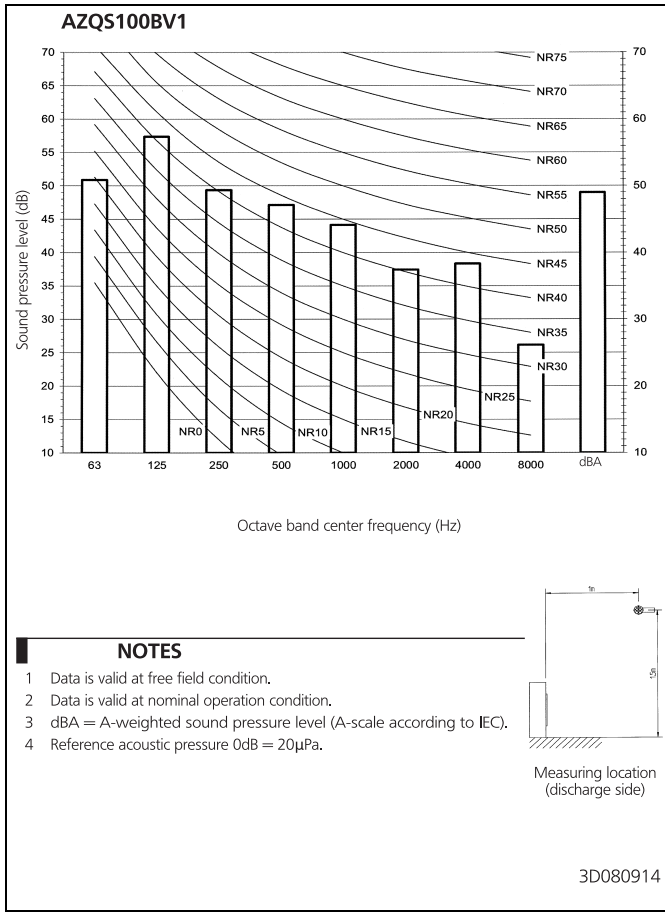 AZQS100BV1
70
65
60
55
50
45
40
35
30
25
20
15
10
Sound pressure level (dB)
NR75
NR70
NR65
NR60
NR55
NR50
NR45
NR40
NR35
NR30
NR25
NR20
NR15
NR10
NR5
NR0
70
60
50
40
30
20
10
63 125 250 500 1000 2000 4000 8000 dBA
Octave band center frequency (Hz)
1m
1.5m
NOTES
1 Data is valid at free field condition.
2 Data is valid at nominal operation condition.
3 dBA = A-weighted sound pressure level (A-scale according to IEC).
4 Reference acoustic pressure 0dB = 20μPa.
Measuring location
(discharge side)
3D080914